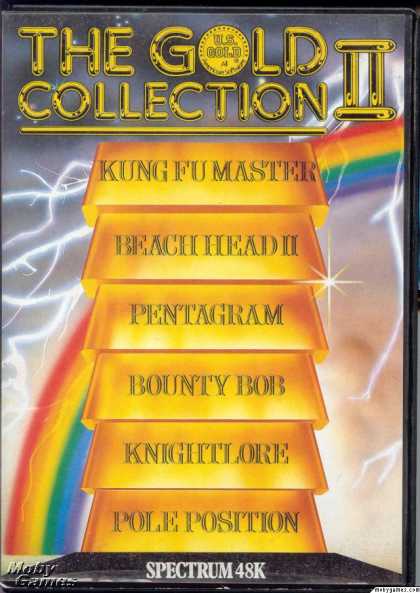 THE GOLD
U.S.
GOLD
COLLECTION II
KUNG FU MASTER
BEACH HEAD II
PENTAGRAM
BOUNTY BOB
KNIGHTLORE
POLE POSITION
SPECTRUM 48K
Moby
Games
mobygames.com